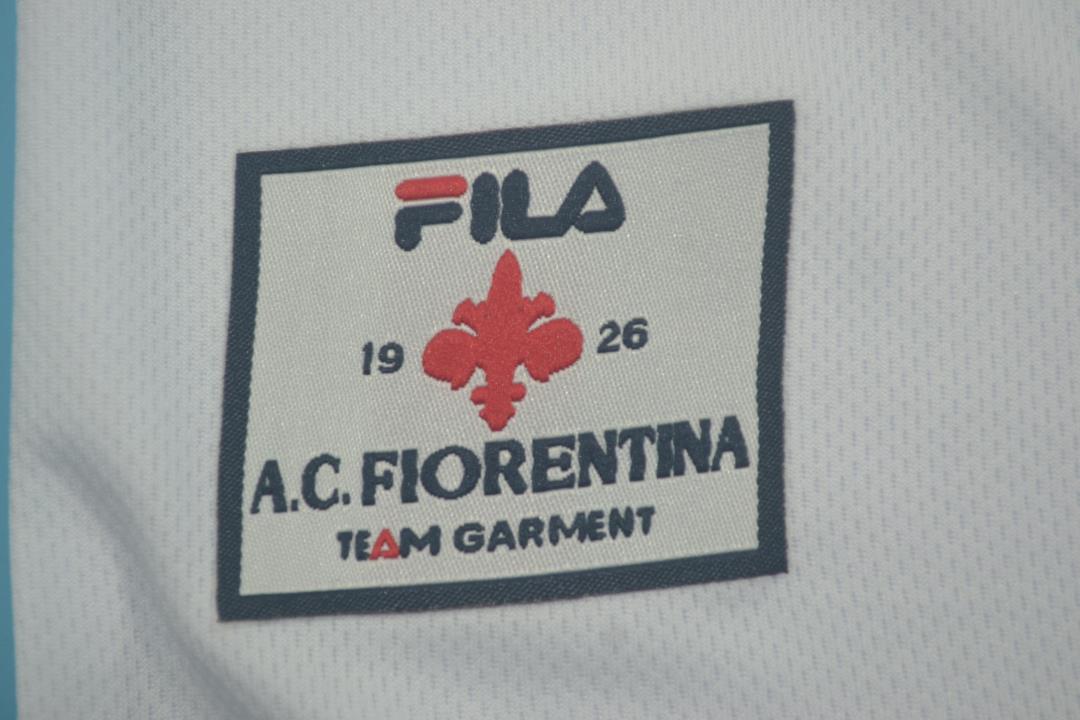 FILA
19 26
A.C. FIORENTINA
TEAM GARMENT